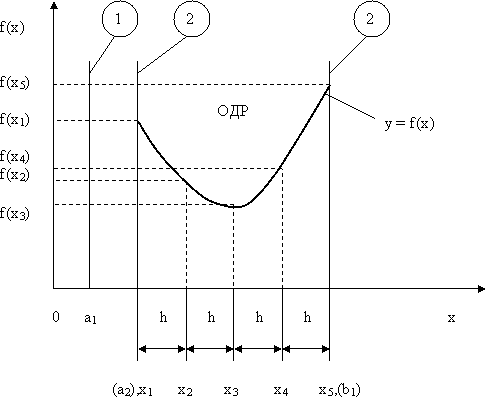 1 2 2
f(x)
f(x₅)
ОДР
f(x₁)
y = f(x)
f(x₄)
f(x₂)
f(x₃)
0 a₁ h h h h x
(a₂),x₁ x₂ x₃ x₄ x₅,(b₁)